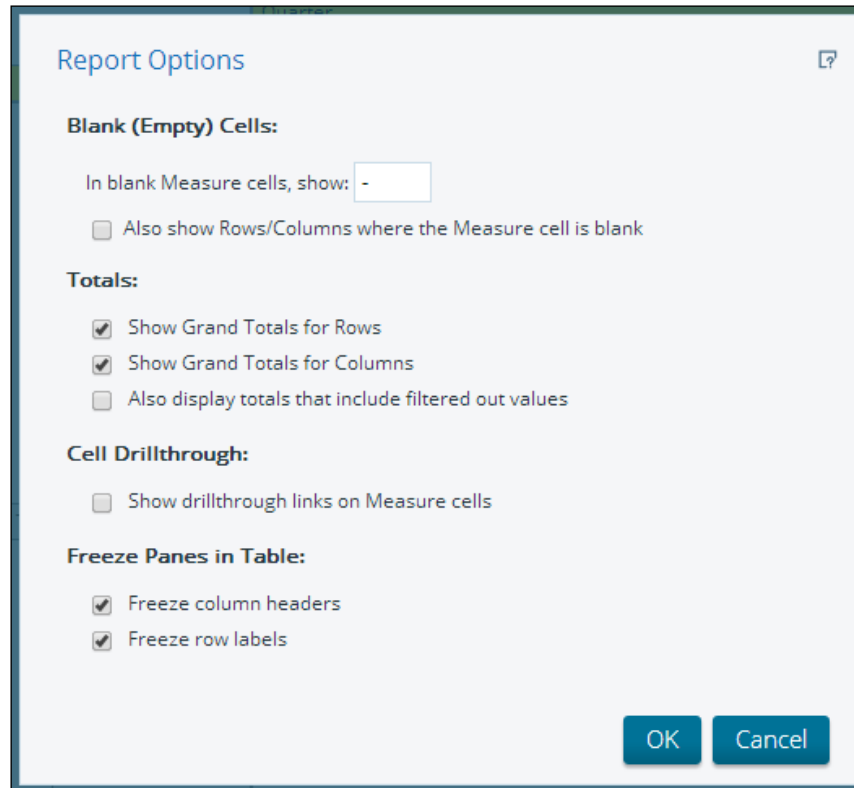 Quarter
Report Options
Blank (Empty) Cells:
In blank Measure cells, show: -
Also show Rows/Columns where the Measure cell is blank
Totals:
Show Grand Totals for Rows
Show Grand Totals for Columns
Also display totals that include filtered out values
Cell Drillthrough:
Show drillthrough links on Measure cells
Freeze Panes in Table:
Freeze column headers
Freeze row labels
OK Cancel